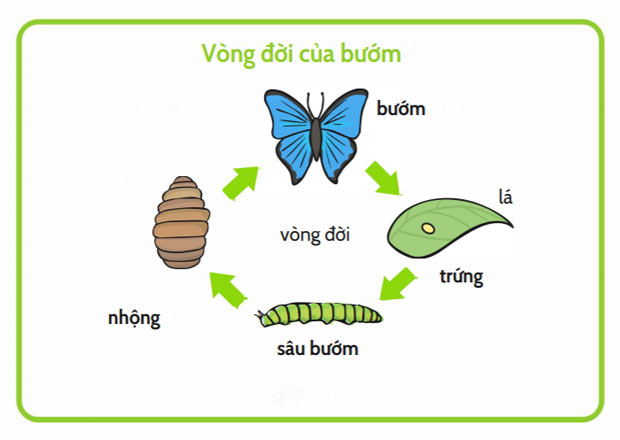 Vòng đời của bướm
bướm
lá
vòng đời
trứng
nhộng
sâu bướm